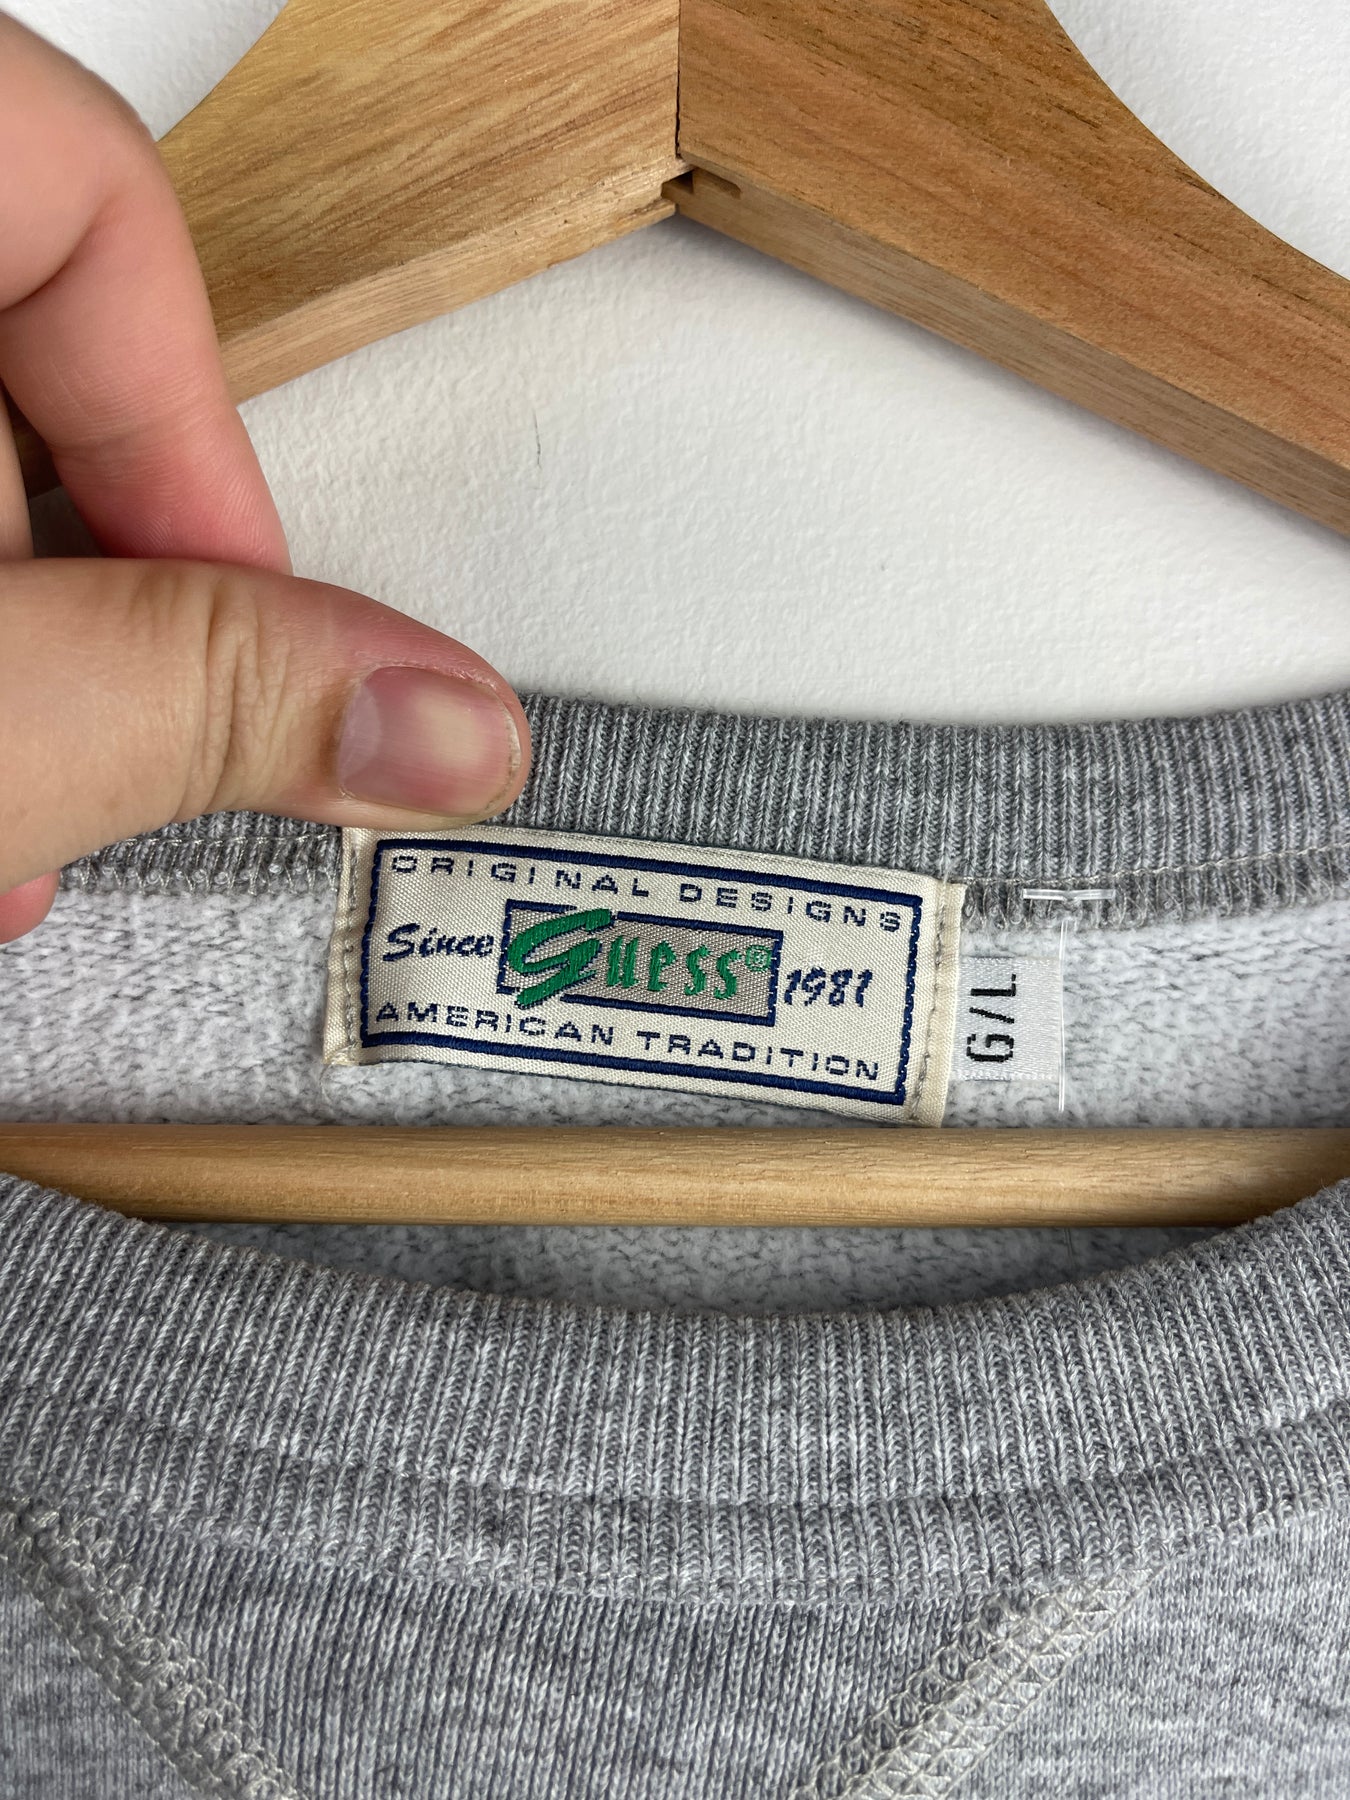 ORIGINAL DESIGNS
Since Guess® 1981
AMERICAN TRADITION
G/L